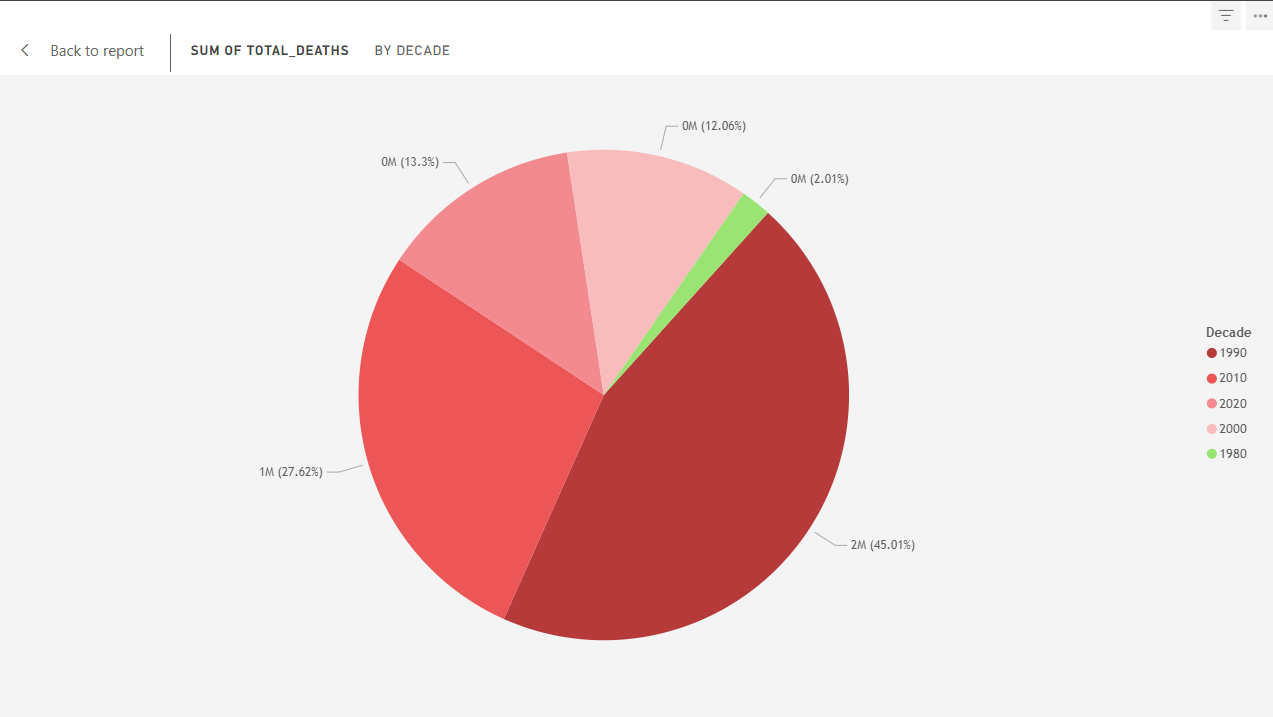 Back to report
SUM OF TOTAL_DEATHS
BY DECADE
0M (12.06%)
0M (13.3%)
0M (2.01%)
1M (27.62%)
2M (45.01%)
Decade
1990
2010
2020
2000
1980